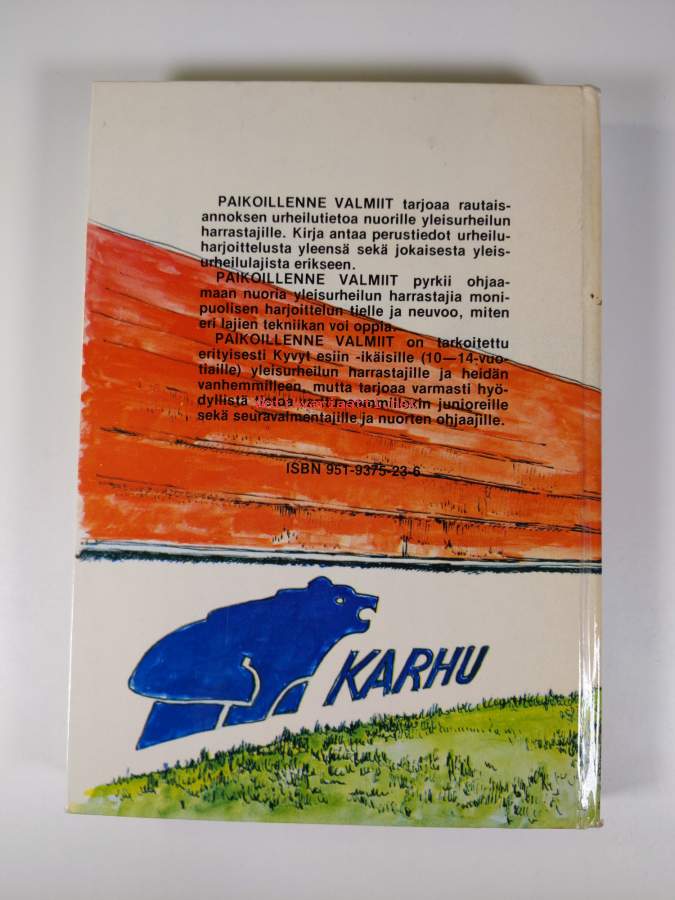 PAIKOILLENNE VALMIIT tarjoaa rautais-
annoksen urheilutietoa nuorille yleisurheilun
harrastajille. Kirja antaa perustiedot urheilu-
harjoittelusta yleensä sekä jokaisesta yleis-
urheilulajista erikseen.
PAIKOILLENNE VALMIIT pyrkii ohjaa-
maan nuoria yleisurheilun harrastajia moni-
puolisen harjoittelun tielle ja neuvoo, miten
eri lajien tekniikan voi oppia.
PAIKOILLENNE VALMIIT on tarkoitettu
erityisesti Kyvyt esiin -ikäisille (10—14-vuo-
tiaille) yleisurheilun harrastajille ja heidän
vanhemmilleen, mutta tarjoaa varmasti hyö-
dyllistä tietoa varttuneemmillekin junioreille
sekä seuravalmentajille ja nuorten ohjaajille.
ISBN 951-9375-23-6
KARHU